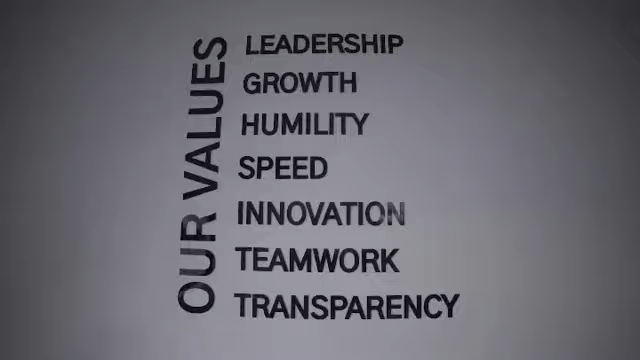 OUR VALUES
LEADERSHIP
GROWTH
HUMILITY
SPEED
INNOVATION
TEAMWORK
TRANSPARENCY